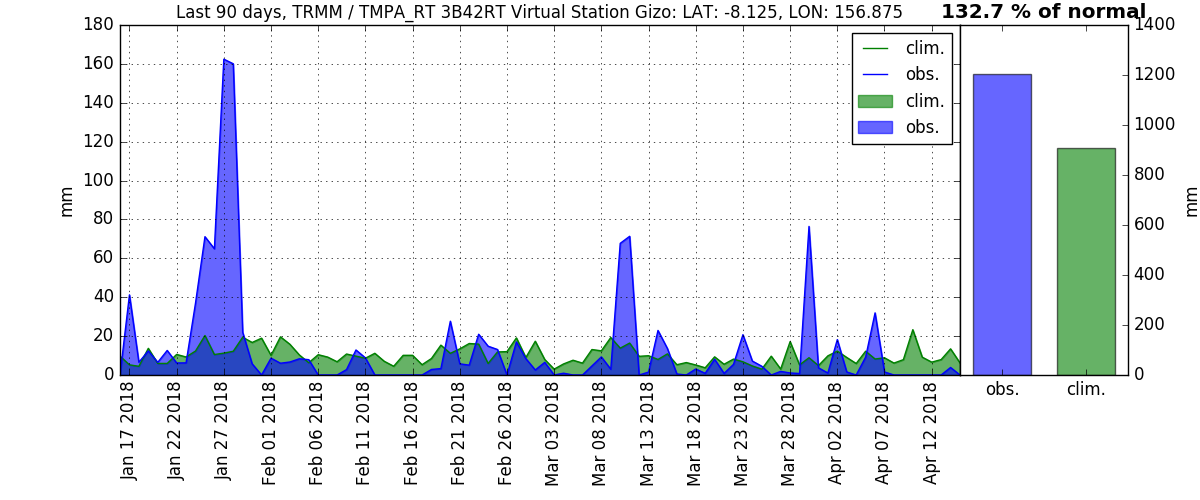 Last 90 days, TRMM / TMPA_RT 3B42RT Virtual Station Gizo: LAT: -8.125, LON: 156.875
132.7 % of normal
180
160
140
120
100
80
60
40
20
0
mm
clim.
obs.
clim.
obs.
1400
1200
1000
800
600
400
200
0
mm
Jan 17 2018
Jan 22 2018
Jan 27 2018
Feb 01 2018
Feb 06 2018
Feb 11 2018
Feb 16 2018
Feb 21 2018
Feb 26 2018
Mar 03 2018
Mar 08 2018
Mar 13 2018
Mar 18 2018
Mar 23 2018
Mar 28 2018
Apr 02 2018
Apr 07 2018
Apr 12 2018
obs.
clim.